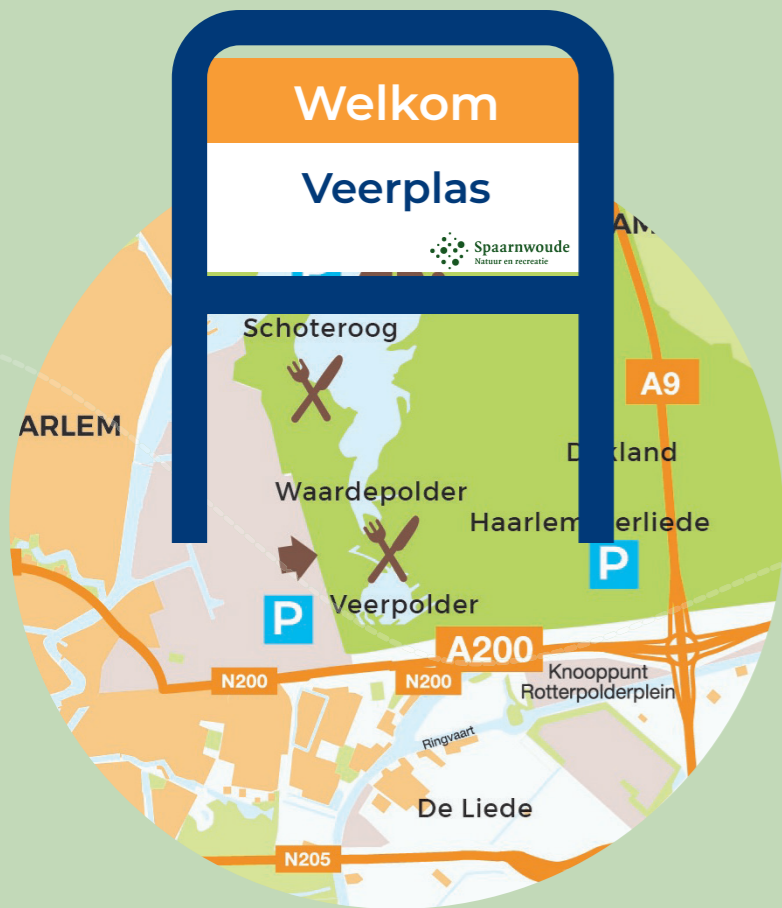 Welkom
Veerplas
Spaarnwoude
Natuur en recreatie
Schoteroog
A9
ARLEM
Waardepolder
P
P
Veerpolder
A200
N200
N200
Knooppunt
Rotterpolderplein
Ringvaart
De Liede
N205